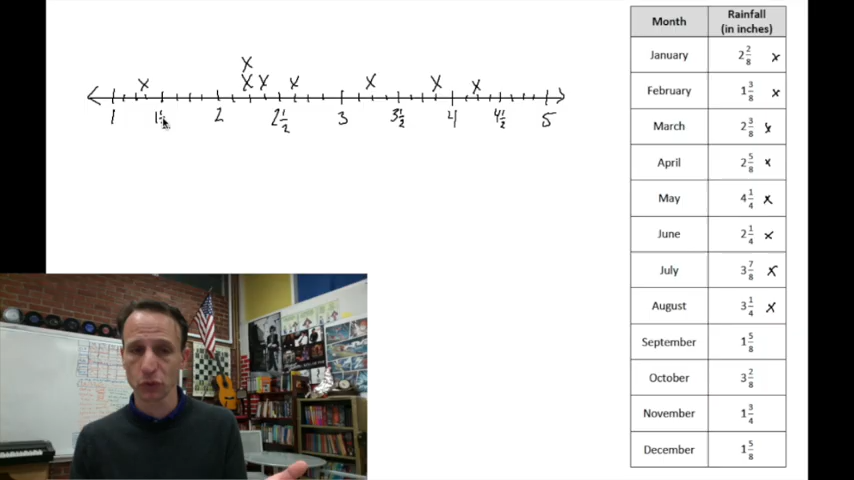 X
X X X X X X X
1 1½ 2 2½ 3 3½ 4 4½ 5
Month Rainfall (in inches)
January 2 2/8 x
February 1 3/8 x
March 2 3/8 x
April 2 5/8 x
May 4 1/4 x
June 2 1/4 x
July 3 7/8 x
August 3 1/4 x
September 1 5/8
October 3 2/8
November 1 3/4
December 1 5/8